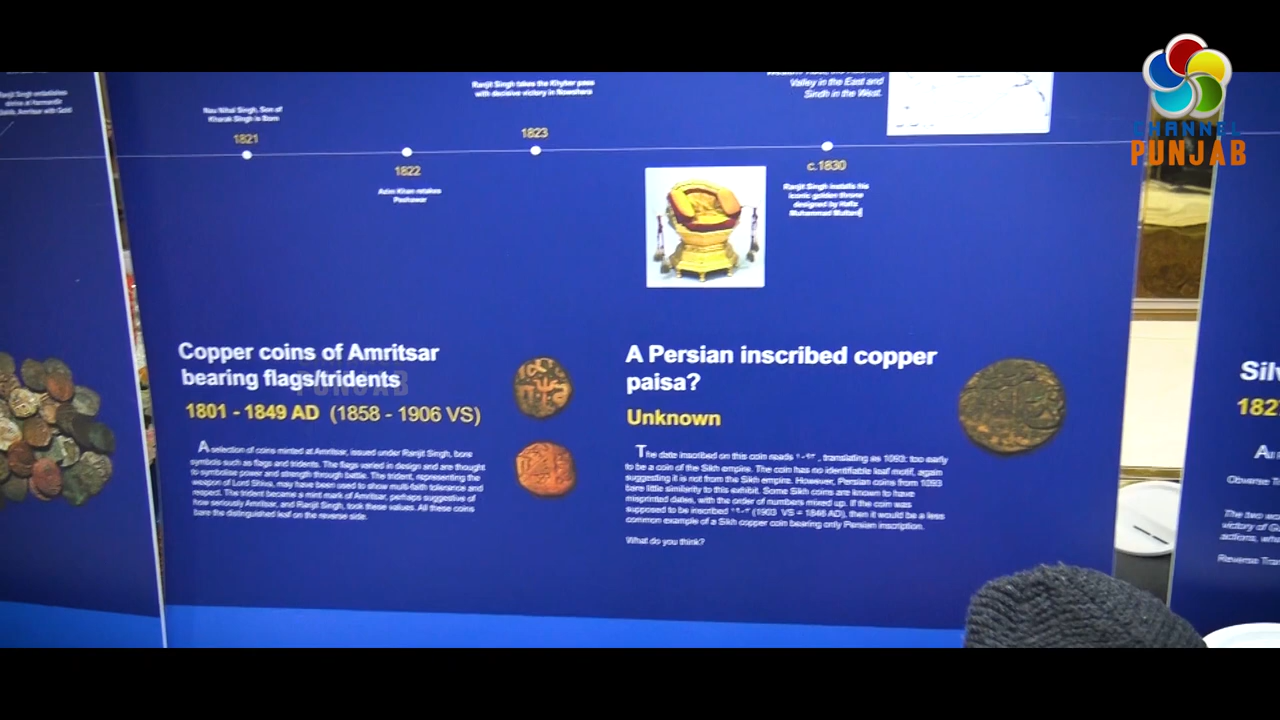 Ranjit Singh takes the Khyber pass
with decisive victory in Nowshera
Valley in the East and
Sindh in the West.
Nau Nihal Singh, Son of
Kharak Singh is Born
1821
1822
Azim Khan retakes
Peshawar
1823
c.1830
Ranjit Singh installs his
iconic golden throne
designed by Hafiz
Muhammad Multani
Copper coins of Amritsar
bearing flags/tridents
1801 - 1849 AD (1858 - 1906 VS)
A selection of coins minted at Amritsar, issued under Ranjit Singh, bore
symbols such as flags and tridents. The flags varied in design and are thought
to symbolise power and strength through battle. The trident, representing the
weapon of Lord Shiva, may have been used to show multi-faith tolerance and
respect. The trident became a mint mark of Amritsar, perhaps suggestive of
how seriously Amritsar, and Ranjit Singh, took these values. All these coins
bare the distinguished leaf on the reverse side.
A Persian inscribed copper
paisa?
Unknown
The date inscribed on this coin reads ۱۰۹۳ , translating as 1093: too early
to be a coin of the Sikh empire. The coin has no identifiable leaf motif, again
suggesting it is not from the Sikh empire. However, Persian coins from 1093
bare little similarity to this exhibit. Some Sikh coins are known to have
misprinted dates, with the order of numbers mixed up. If the coin was
supposed to be inscribed ۱۹۰۳ (1903 VS = 1846 AD), then it would be a less
common example of a Sikh copper coin bearing only Persian inscription.
What do you think?
Silv
182
Obverse Tr
The two wo
victory of G
actions, wh
Reverse Tra
CHANNEL
PUNJAB
PUNJAB